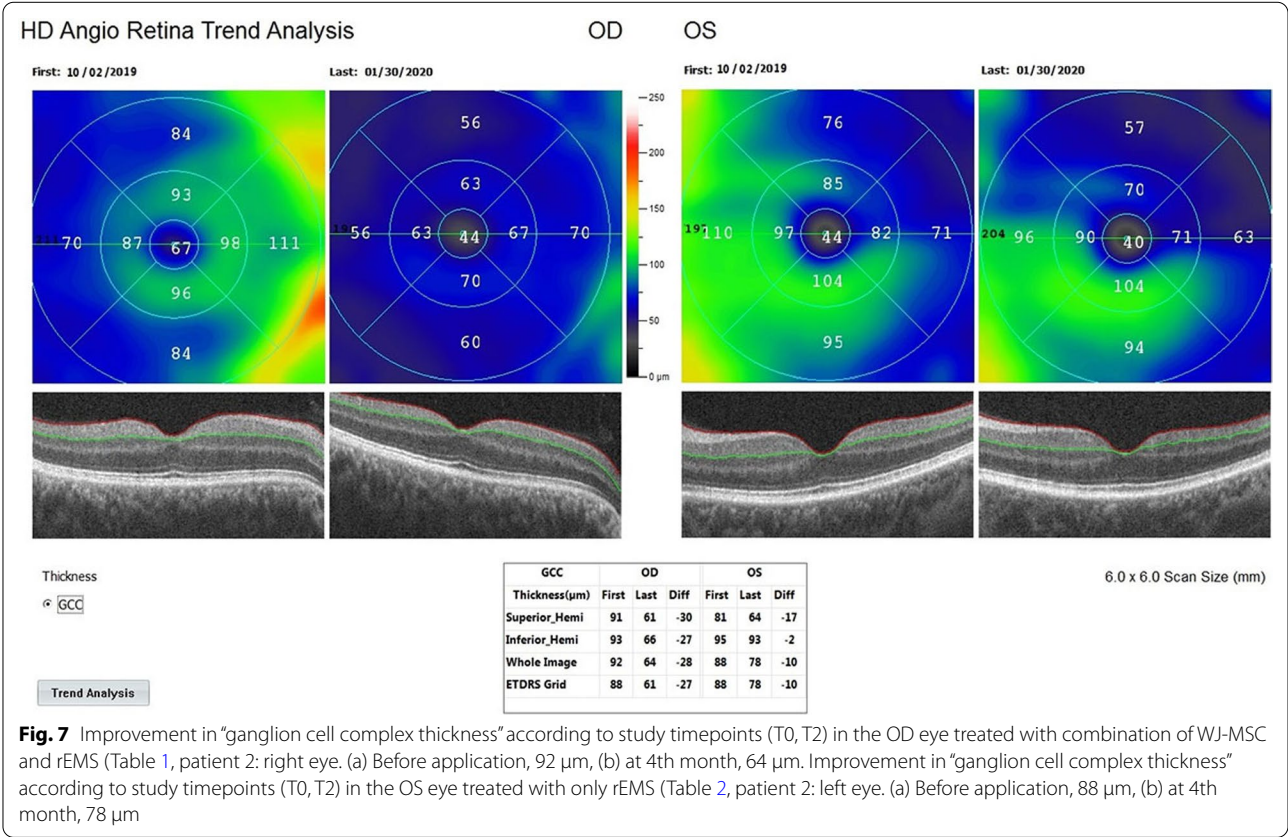 HD Angio Retina Trend Analysis OD OS
First: 10/02/2019 Last: 01/30/2020 First: 10/02/2019 Last: 01/30/2020
84
93
70 87 67 98 111
96
84
56
63
56 63 44 67 70
70
60
250
200
150
100
50
0 µm
76
85
197 110 97 44 82 71
104
95
57
70
204 96 90 40 71 63
104
94
Thickness
GCC
Trend Analysis
GCC OD OS
Thickness(µm) First Last Diff First Last Diff
Superior_Hemi 91 61 -30 81 64 -17
Inferior_Hemi 93 66 -27 95 93 -2
Whole Image 92 64 -28 88 78 -10
ETDRS Grid 88 61 -27 88 78 -10
6.0 x 6.0 Scan Size (mm)
Fig. 7 Improvement in “ganglion cell complex thickness” according to study timepoints (T0, T2) in the OD eye treated with combination of WJ-MSC
and rEMS (Table 1, patient 2: right eye. (a) Before application, 92 µm, (b) at 4th month, 64 µm. Improvement in “ganglion cell complex thickness”
according to study timepoints (T0, T2) in the OS eye treated with only rEMS (Table 2, patient 2: left eye. (a) Before application, 88 µm, (b) at 4th
month, 78 µm